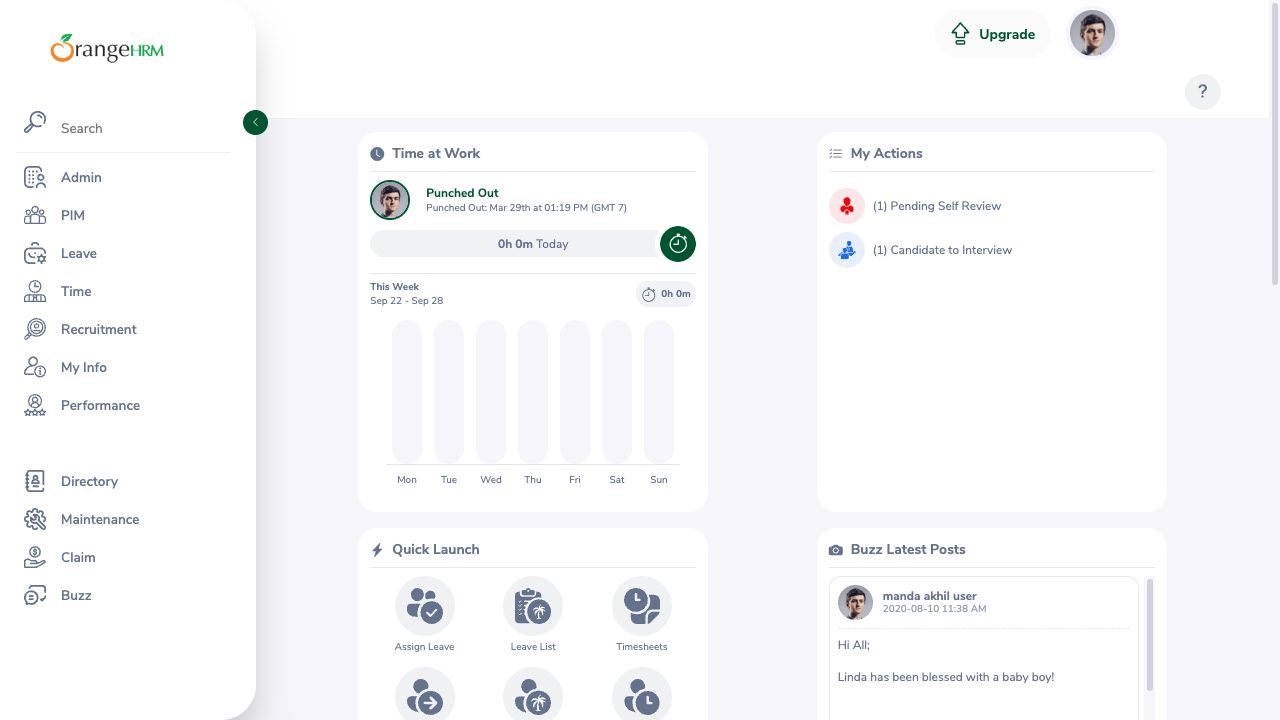 OrangeHRM
Search
Admin
PIM
Leave
Time
Recruitment
My Info
Performance
Directory
Maintenance
Claim
Buzz
Upgrade
?
Time at Work
Punched Out
Punched Out: Mar 29th at 01:19 PM (GMT 7)
0h 0m Today
This Week
Sep 22 - Sep 28
0h 0m
Mon Tue Wed Thu Fri Sat Sun
My Actions
(1) Pending Self Review
(1) Candidate to Interview
Quick Launch
Assign Leave
Leave List
Timesheets
Buzz Latest Posts
manda akhil user
2020-08-10 11:38 AM
Hi All;
Linda has been blessed with a baby boy!